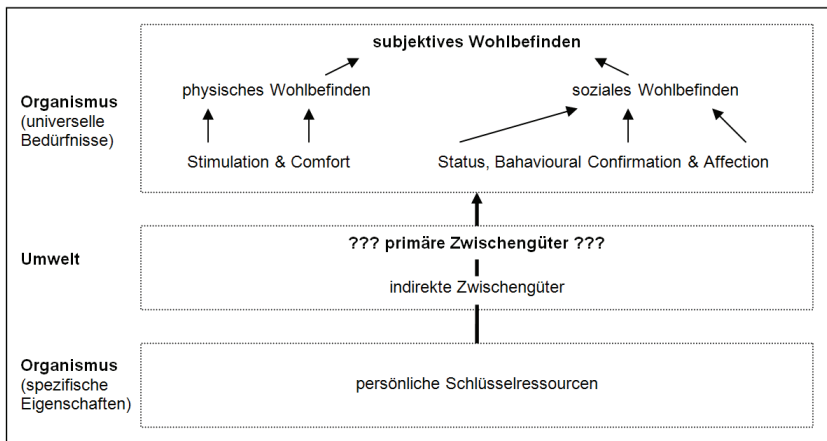 subjektives Wohlbefinden
physisches Wohlbefinden
soziales Wohlbefinden
Organismus
(universelle
Bedürfnisse)
Stimulation & Comfort
Status, Bahavioural Confirmation & Affection
??? primäre Zwischengüter ???
Umwelt
indirekte Zwischengüter
Organismus
(spezifische
Eigenschaften)
persönliche Schlüsselressourcen